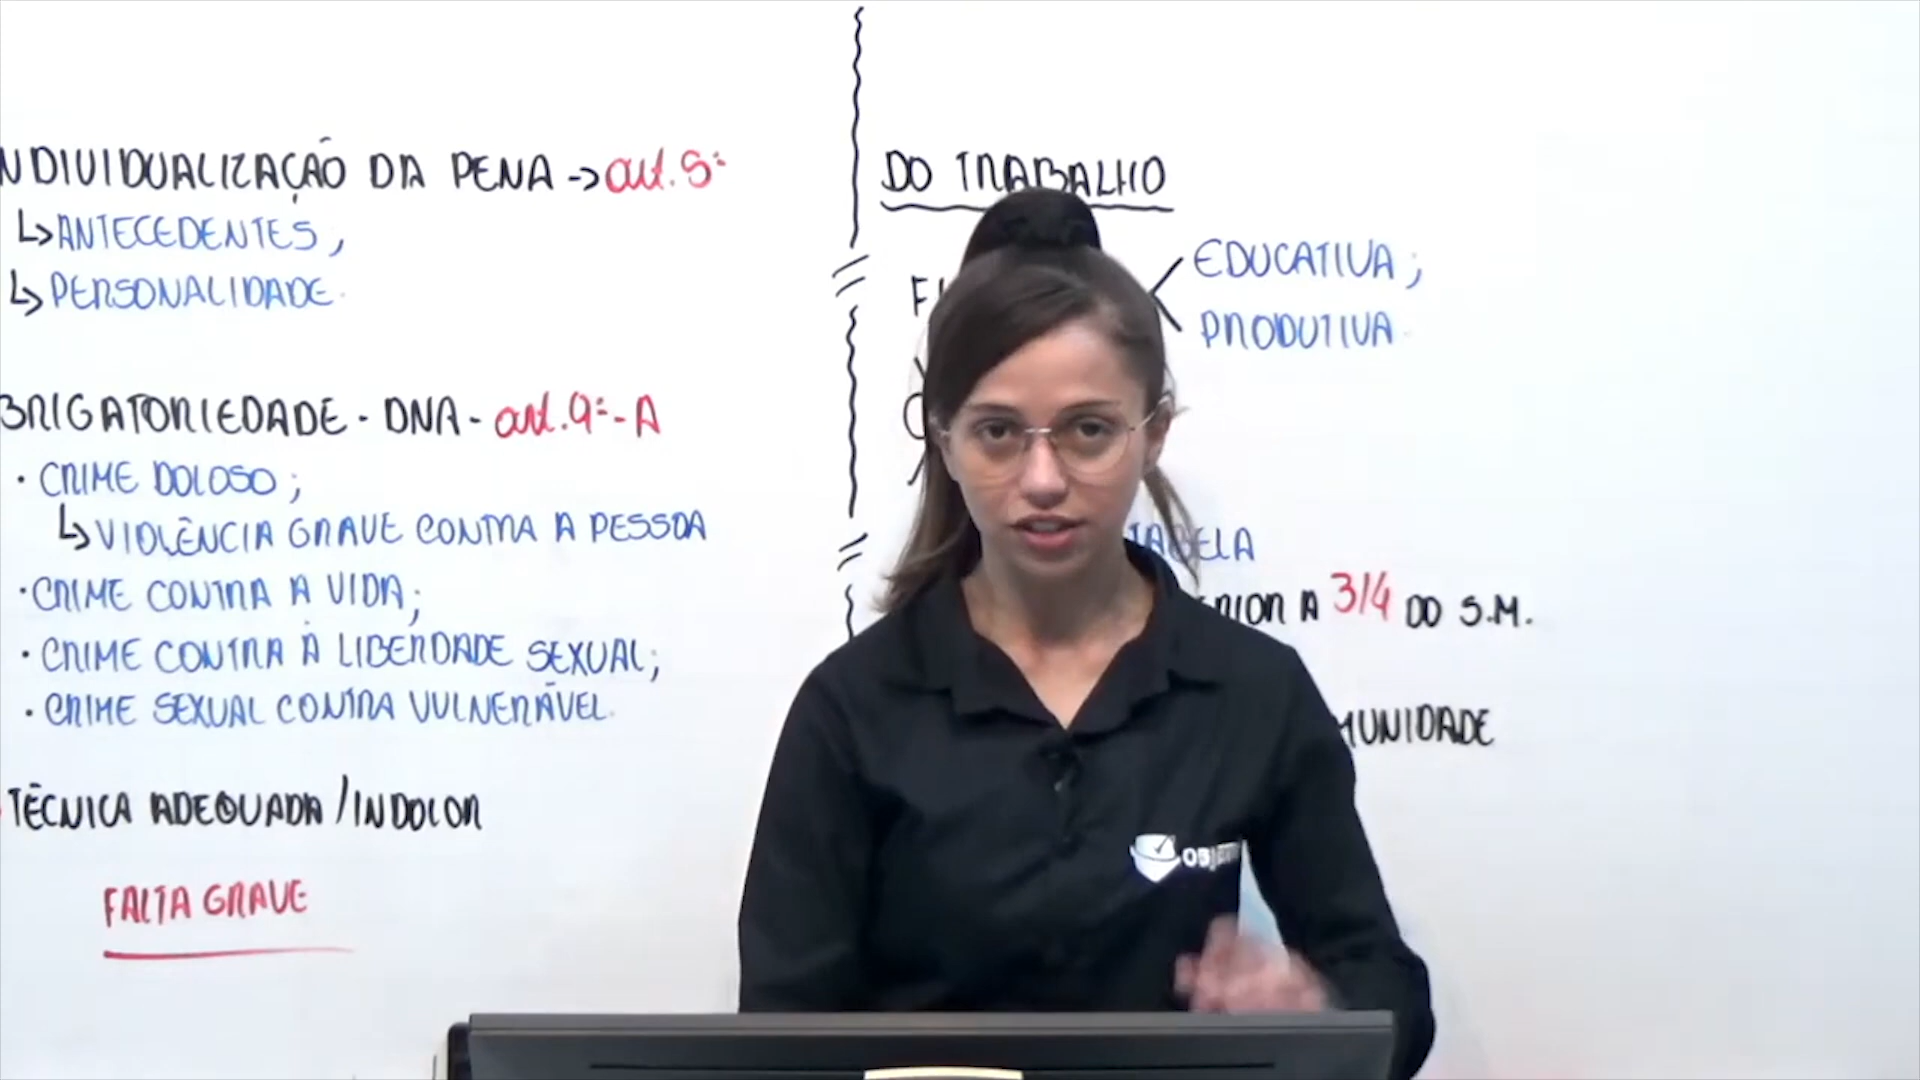 NDIVIDUALIZAÇÃO DA PENA -> art. 5º
↳ ANTECEDENTES,
↳ PERSONALIDADE.
BRIGATORIEDADE - DNA - art. 9º-A
· CRIME DOLOSO;
↳ VIOLÊNCIA GRAVE CONTRA A PESSOA
· CRIME CONTRA A VIDA;
· CRIME CONTRA À LIBERDADE SEXUAL;
· CRIME SEXUAL CONTRA VULNERÁVEL.
TÉCNICA ADEQUADA/INDOLOR
FALTA GRAVE
DO TRABALHO
EDUCATIVA;
PRODUTIVA.
TABELA
RIOR A 3/4 DO S.M.
MUNIDADE